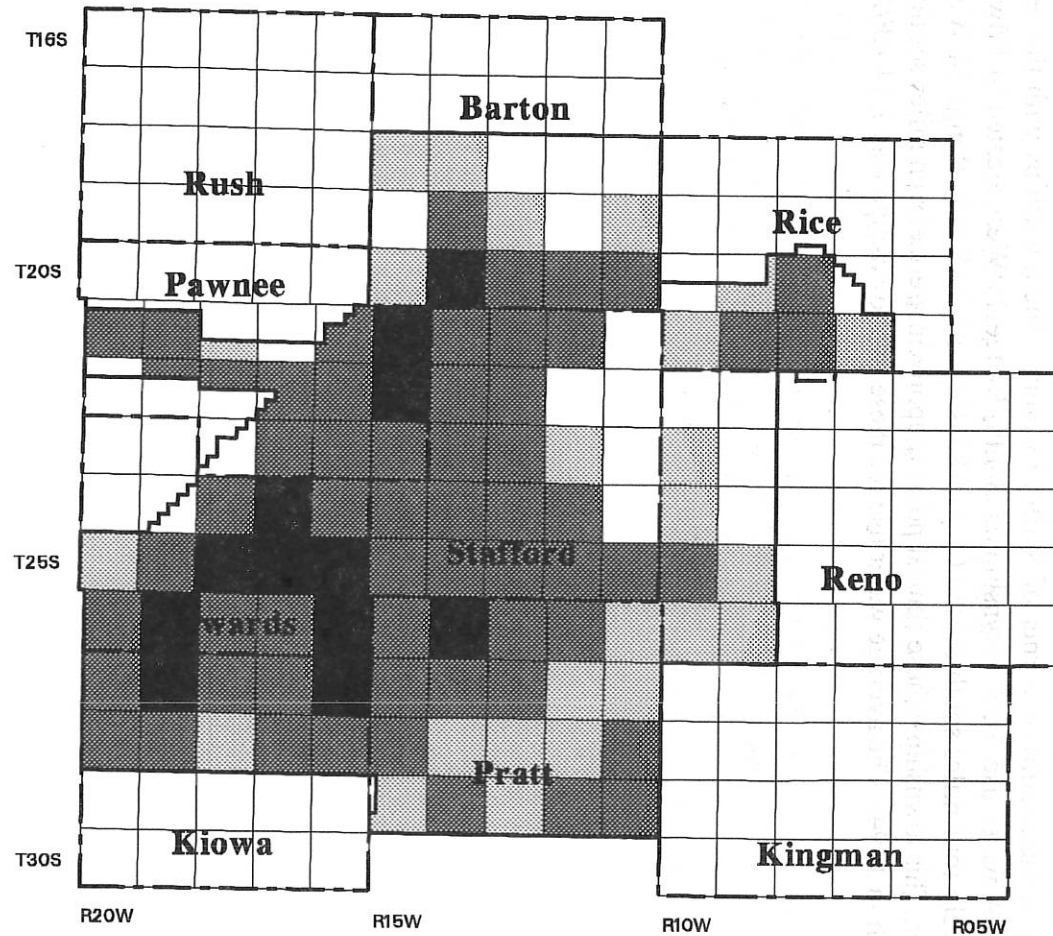 T16S
Barton
Rush
Rice
T20S
Pawnee
Stafford
T25S
Reno
wards
Pratt
Kiowa
T30S
Kingman
R20W
R15W
R10W
R05W